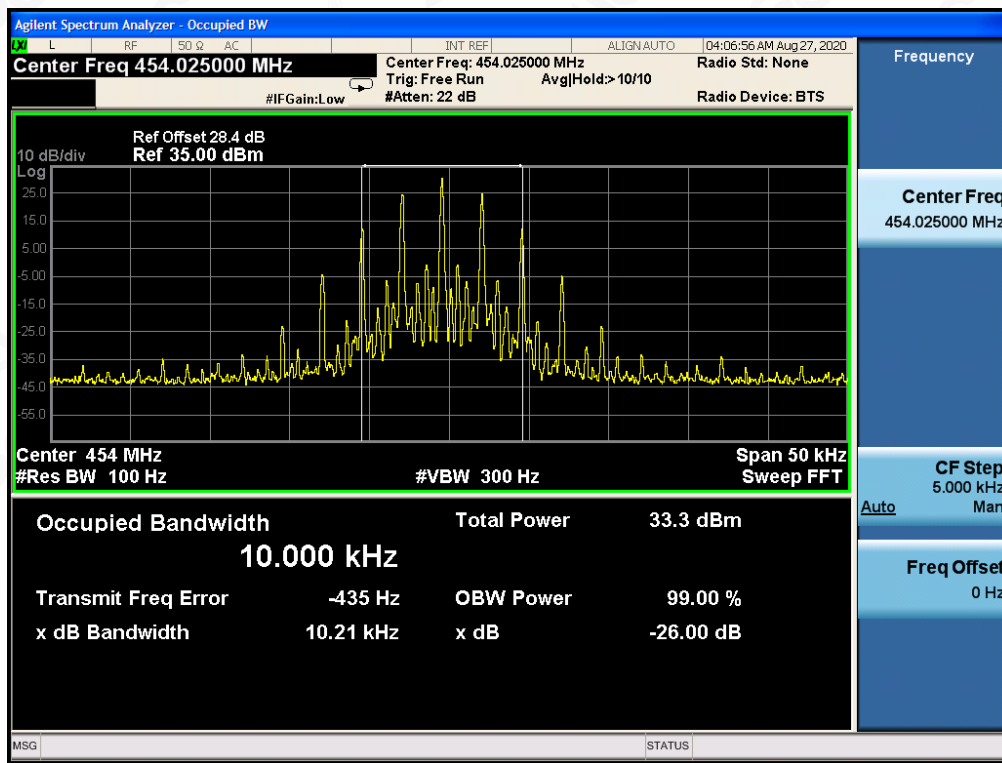 Agilent Spectrum Analyzer - Occupied BW
LXI L RF 50 Ω AC INT REF ALIGN AUTO 04:06:56 AM Aug 27, 2020
Center Freq 454.025000 MHz
Center Freq: 454.025000 MHz
Radio Std: None
Trig: Free Run Avg|Hold:>10/10
#IFGain:Low
#Atten: 22 dB
Radio Device: BTS
Ref Offset 28.4 dB
10 dB/div Ref 35.00 dBm
Log
25.0
15.0
5.00
-5.00
-15.0
-25.0
-35.0
-45.0
-55.0
Center 454 MHz Span 50 kHz
#Res BW 100 Hz #VBW 300 Hz Sweep FFT
Occupied Bandwidth Total Power 33.3 dBm
10.000 kHz
Transmit Freq Error -435 Hz OBW Power 99.00 %
x dB Bandwidth 10.21 kHz x dB -26.00 dB
MSG STATUS
Frequency
Center Freq
454.025000 MHz
CF Step
5.000 kHz
Auto Man
Freq Offset
0 Hz